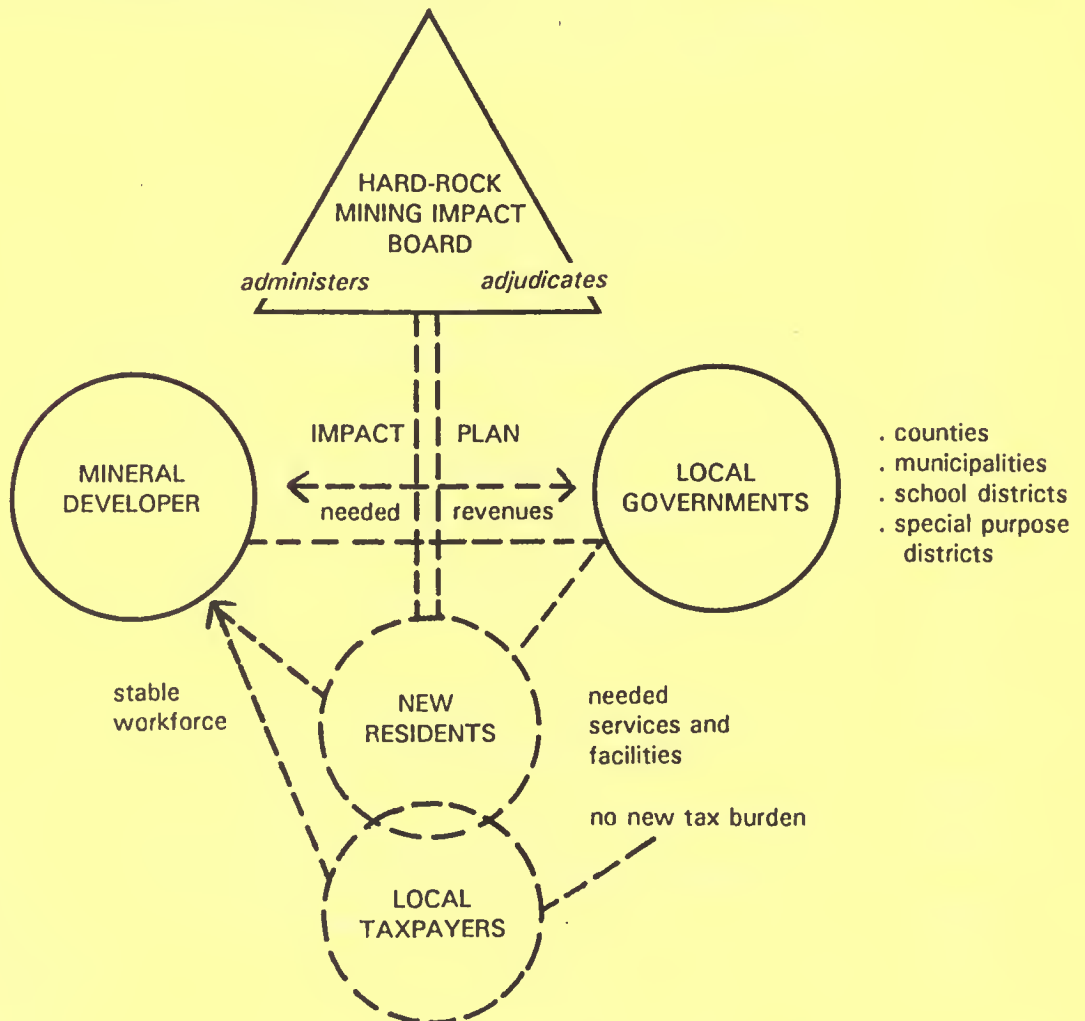 HARD-ROCK
MINING IMPACT
BOARD
administers adjudicates
IMPACT PLAN
needed revenues
MINERAL
DEVELOPER
LOCAL
GOVERNMENTS
. counties
. municipalities
. school districts
. special purpose
districts
stable
workforce
NEW
RESIDENTS
needed
services and
facilities
no new tax burden
LOCAL
TAXPAYERS